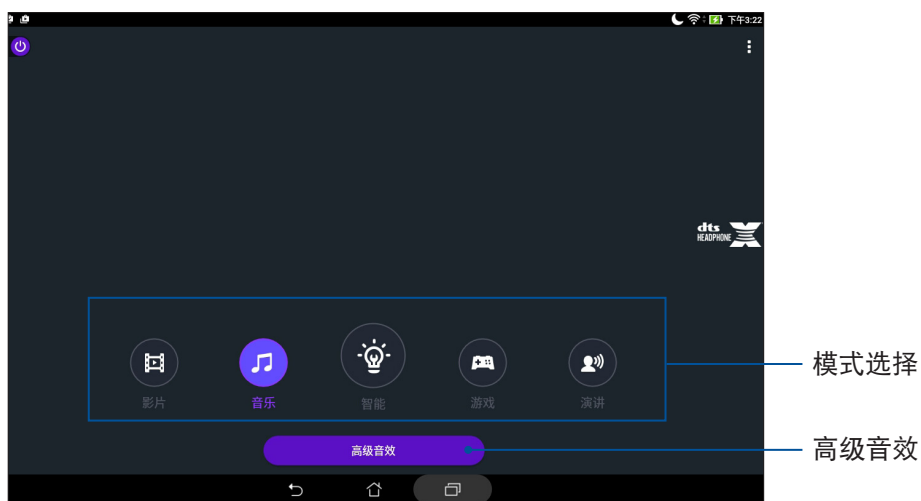 下午3:22
dts
HEADPHONE X
影片
音乐
智能
游戏
演讲
模式选择
高级音效
高级音效